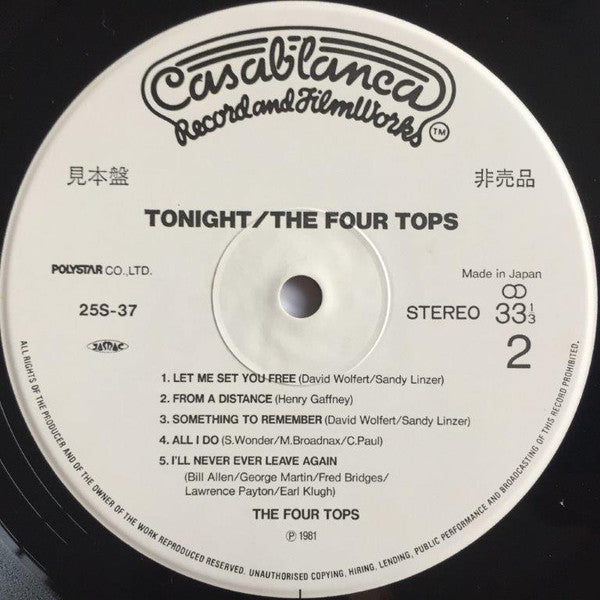 Casablanca
Record and FilmWorks TM
見本盤
非売品
TONIGHT/THE FOUR TOPS
POLYSTAR CO.,LTD.
Made in Japan
25S-37
STEREO 33 1/3
JASRAC
2
1. LET ME SET YOU FREE (David Wolfert/Sandy Linzer)
2. FROM A DISTANCE (Henry Gaffney)
3. SOMETHING TO REMEMBER (David Wolfert/Sandy Linzer)
4. ALL I DO (S.Wonder/M.Broadnax/C.Paul)
5. I'LL NEVER EVER LEAVE AGAIN
(Bill Allen/George Martin/Fred Bridges/
Lawrence Payton/Earl Klugh)
THE FOUR TOPS
Ⓟ 1981
ALL RIGHTS OF THE PRODUCER AND OF THE OWNER OF THE WORK REPRODUCED RESERVED. UNAUTHORISED COPYING, HIRING, LENDING, PUBLIC PERFORMANCE AND BROADCASTING OF THIS RECORD PROHIBITED.